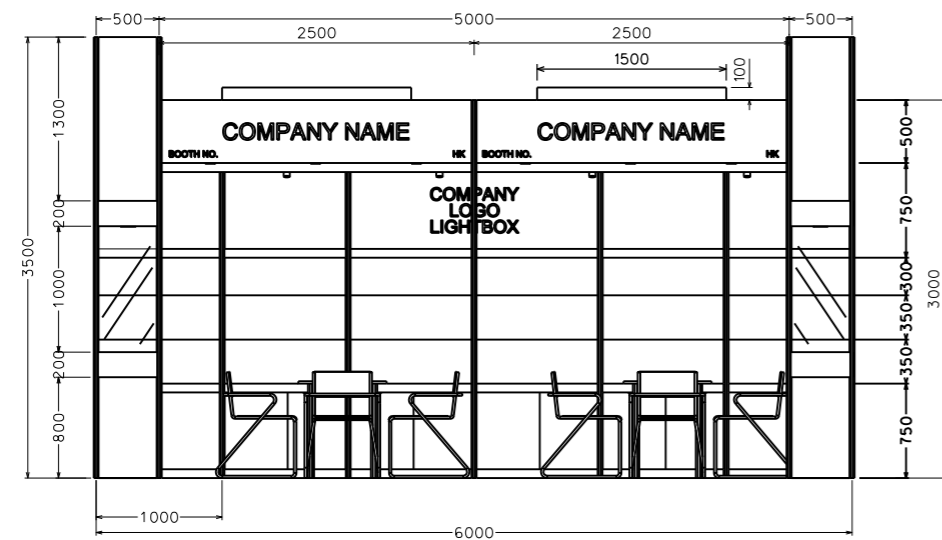 500
5000
500
2500
2500
1500
100
COMPANY NAME
COMPANY NAME
BOOTH NO.
HK
BOOTH NO.
HK
COMPANY
LOGO
LIGHTBOX
1300
200
1000
200
800
3500
500
750
300
350
350
750
3000
1000
6000